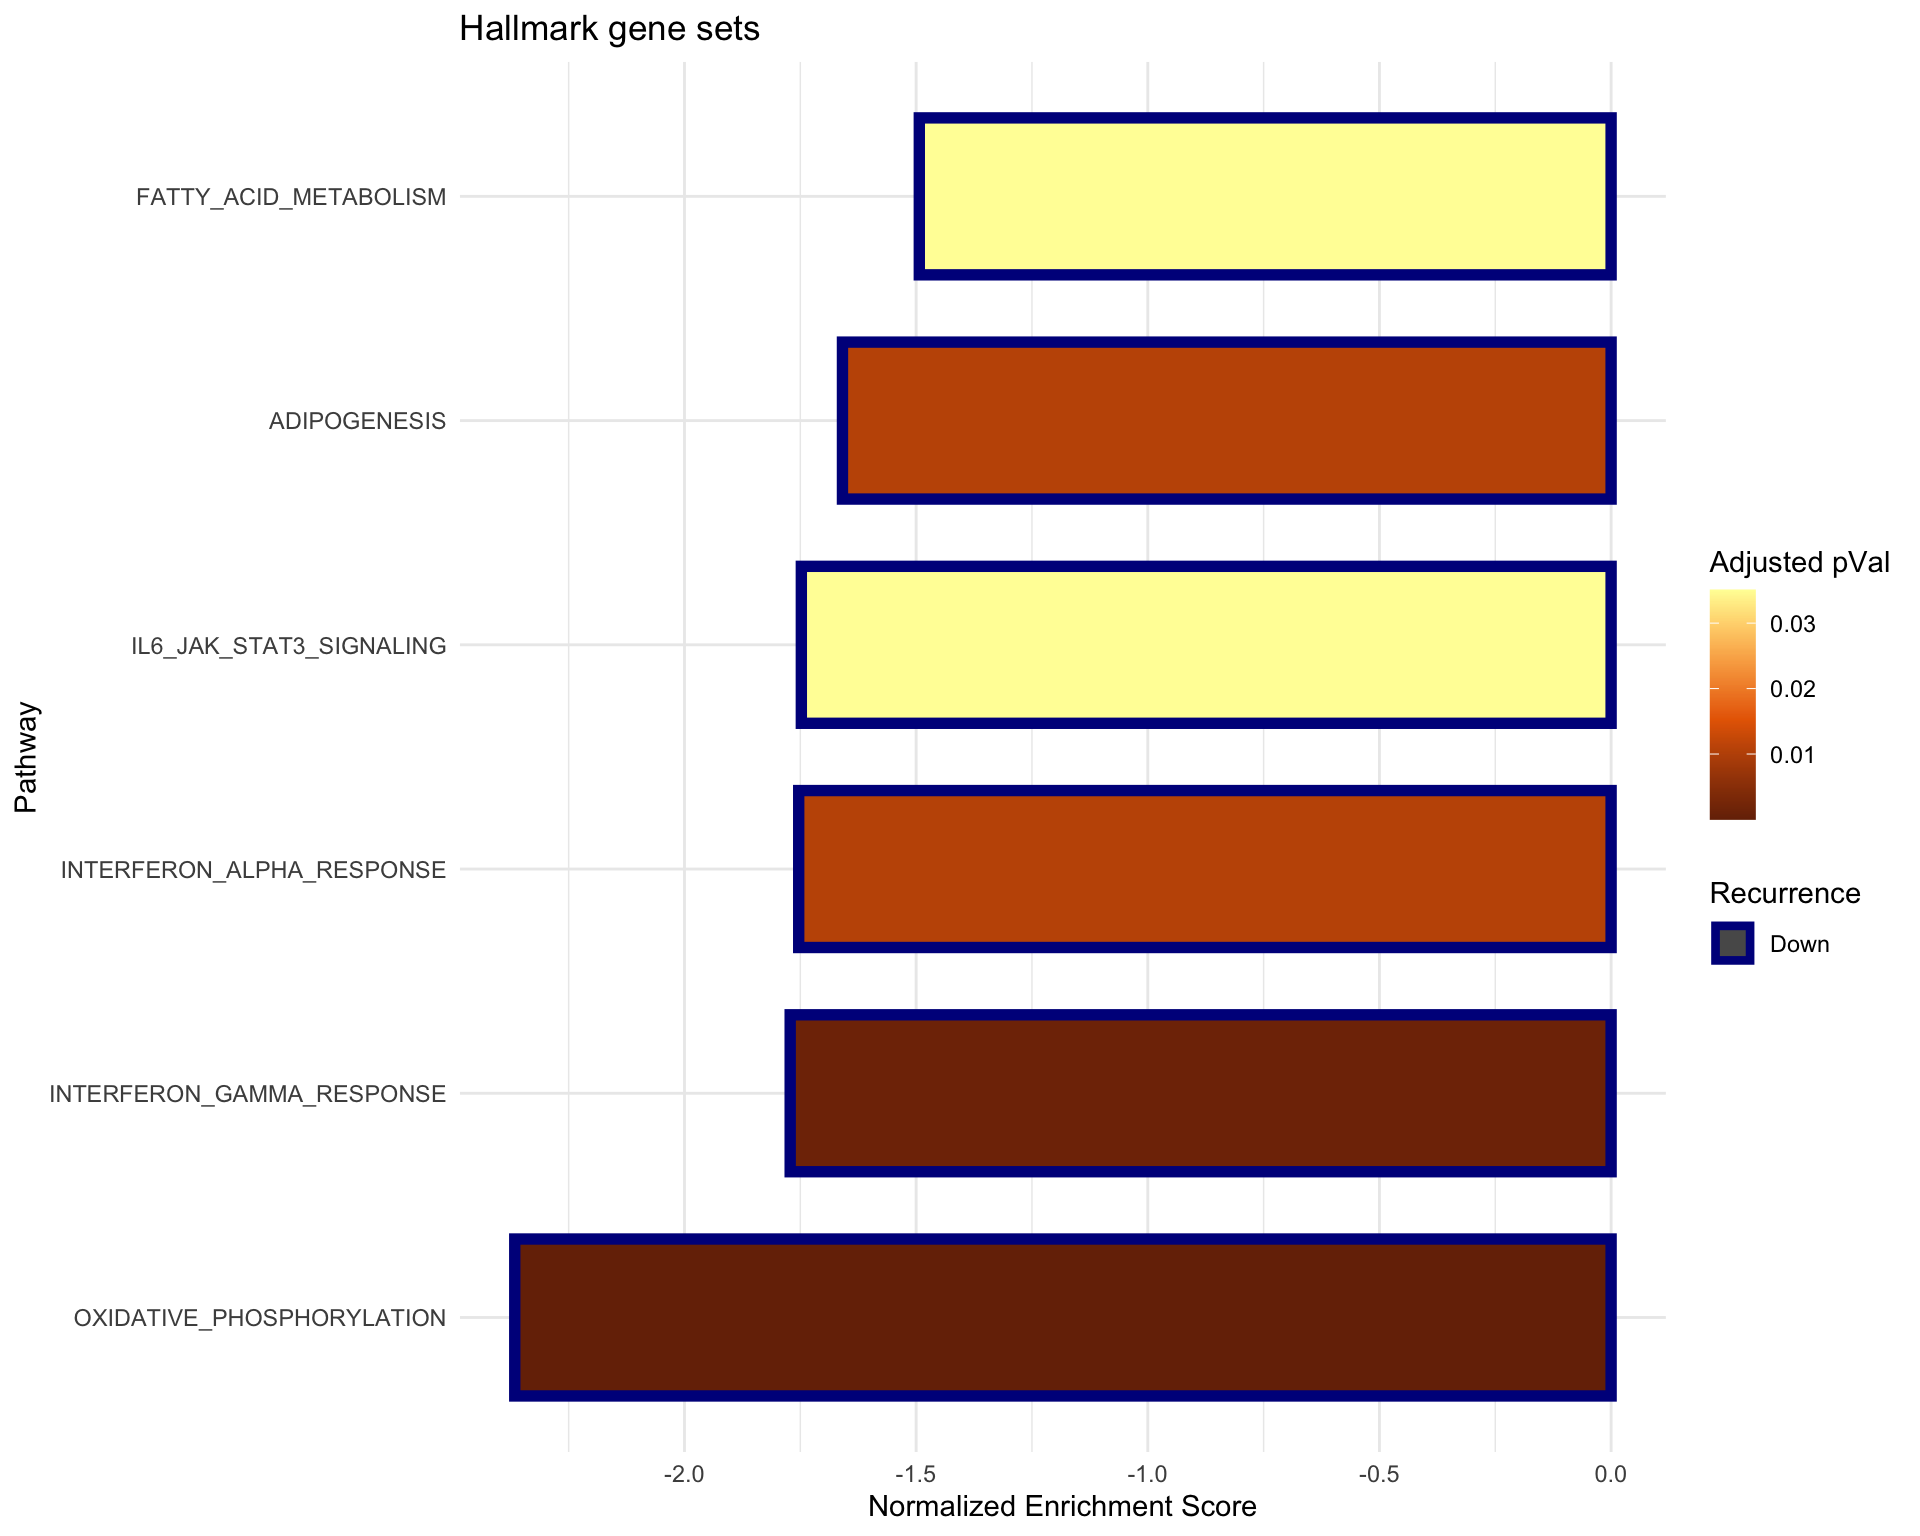 Hallmark gene sets
FATTY_ACID_METABOLISM
ADIPOGENESIS
IL6_JAK_STAT3_SIGNALING
INTERFERON_ALPHA_RESPONSE
INTERFERON_GAMMA_RESPONSE
OXIDATIVE_PHOSPHORYLATION
Pathway
-2.0 -1.5 -1.0 -0.5 0.0
Normalized Enrichment Score
Adjusted pVal
0.03
0.02
0.01
Recurrence
Down